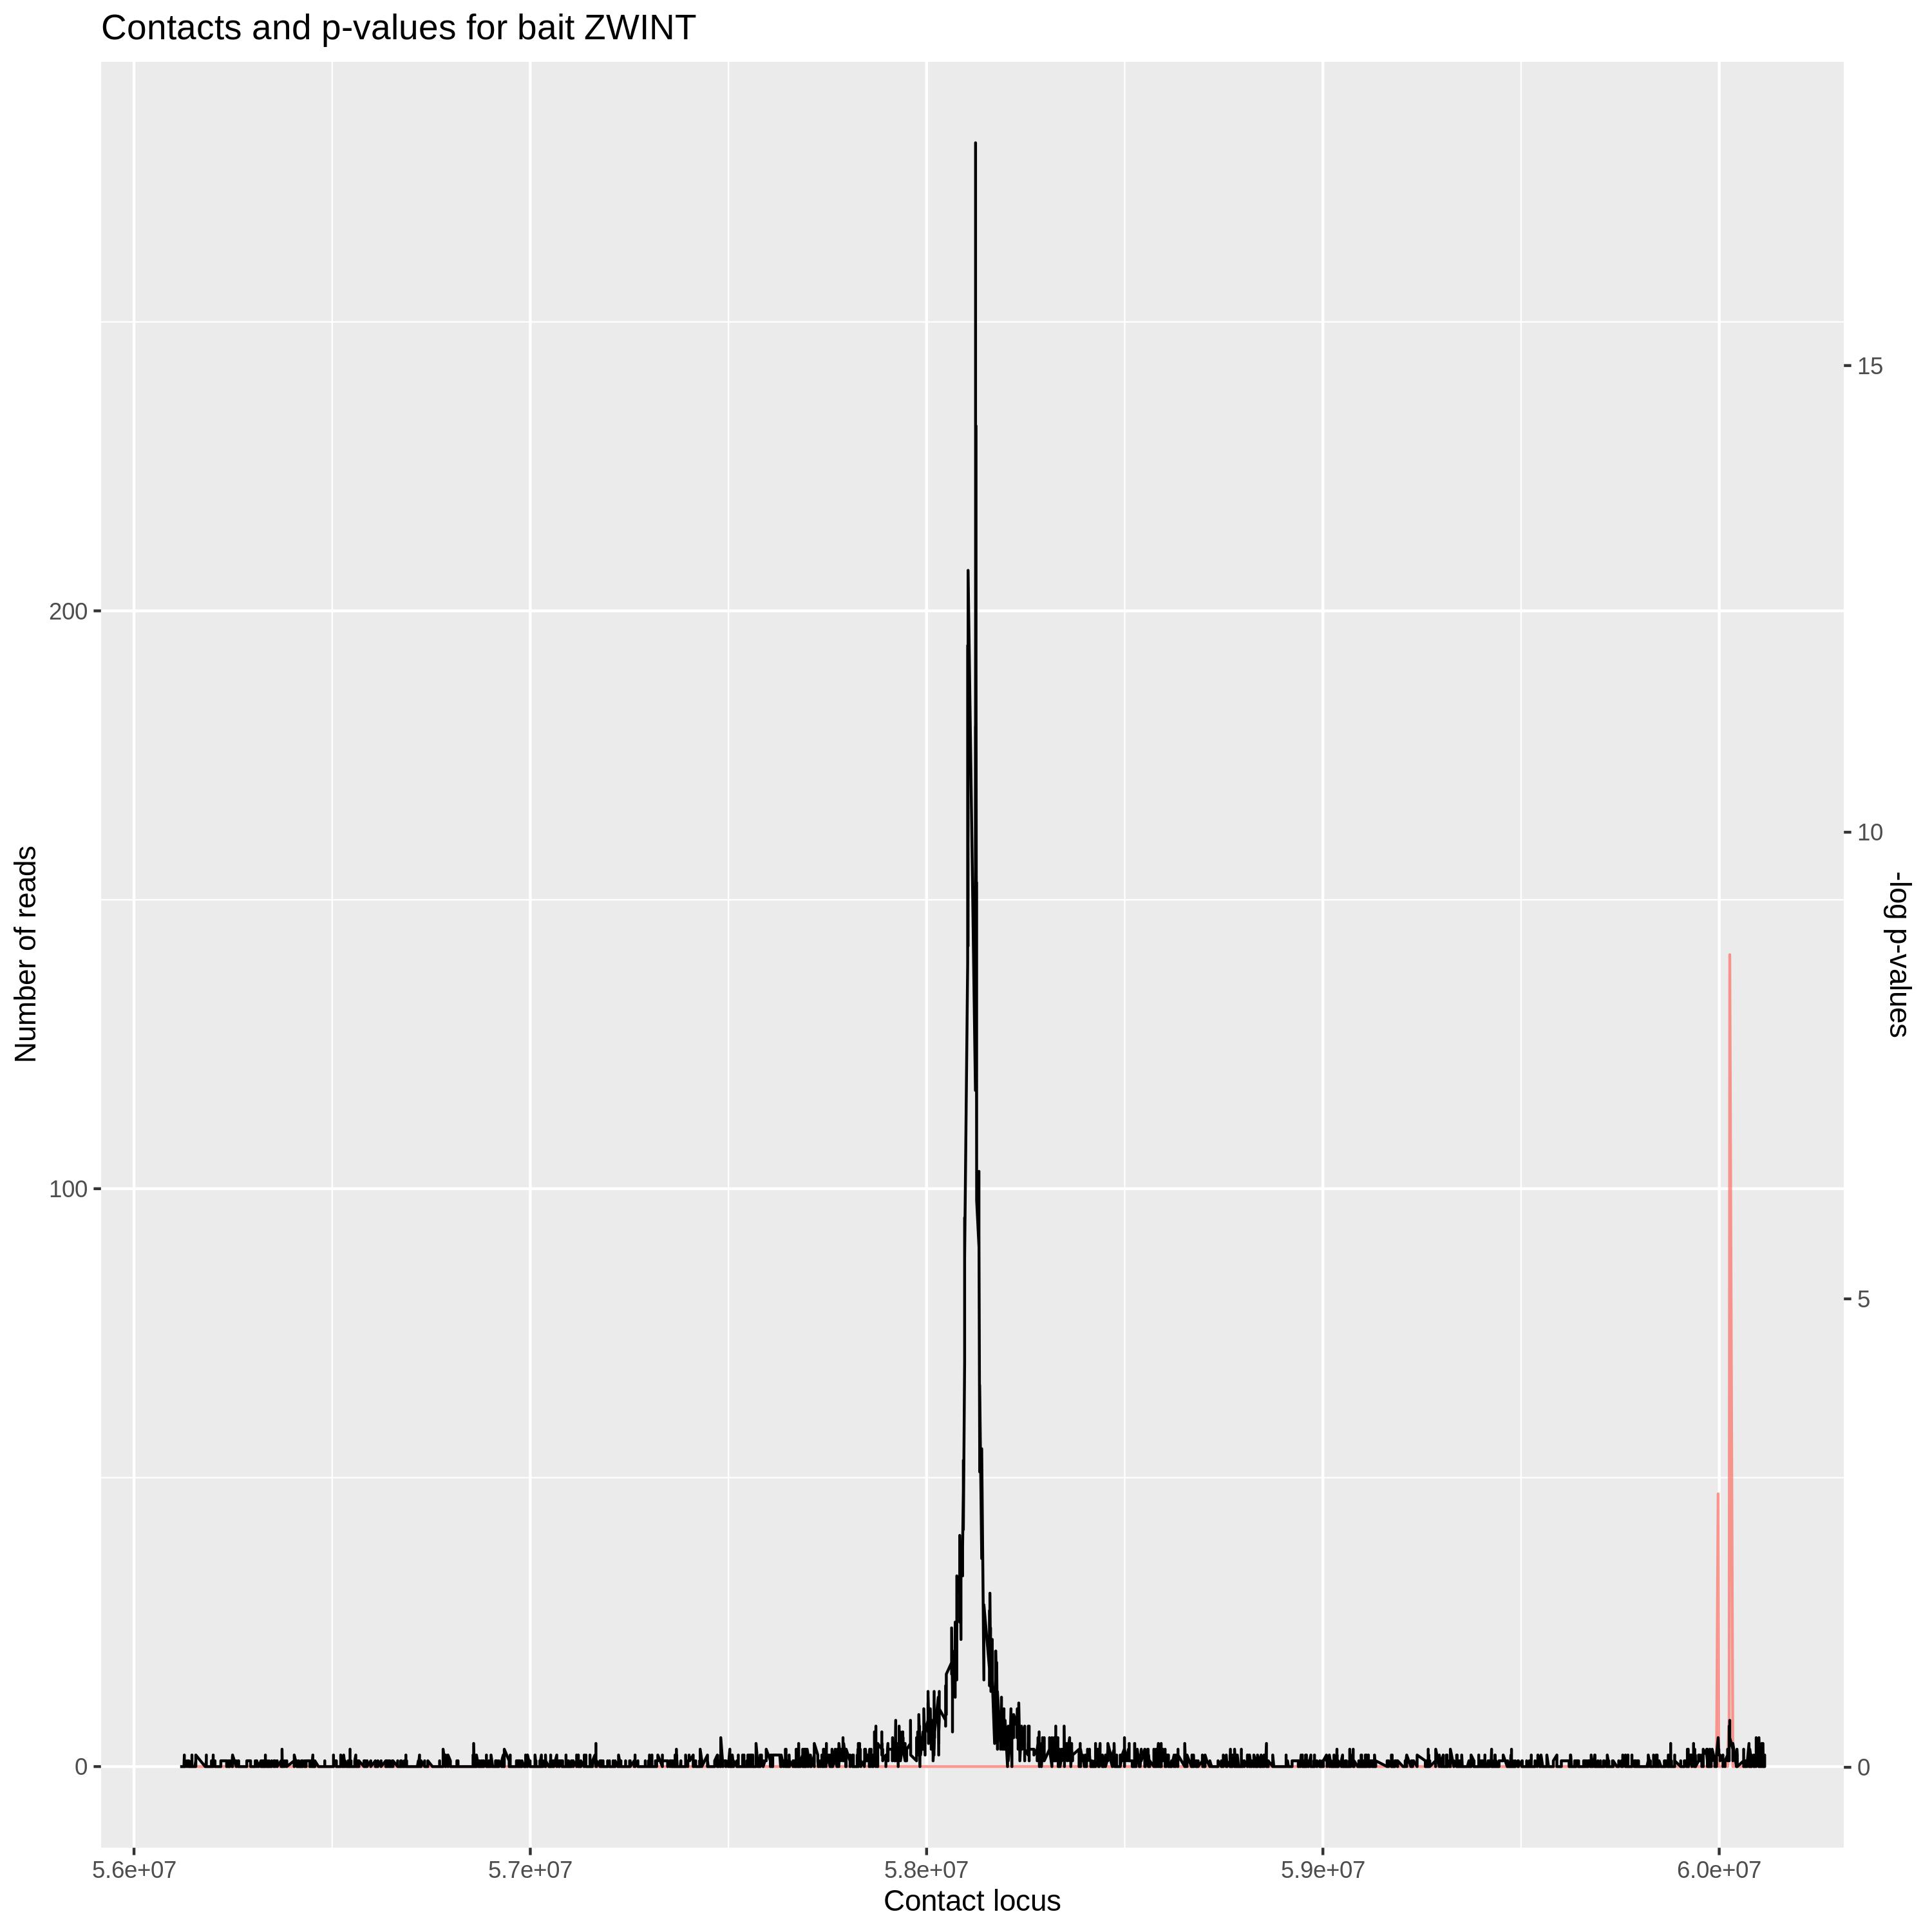 Contacts and p-values for bait ZWINT
Number of reads
200
100
0
15
10
5
0
-log p-values
5.6e+07
5.7e+07
5.8e+07
5.9e+07
6.0e+07
Contact locus